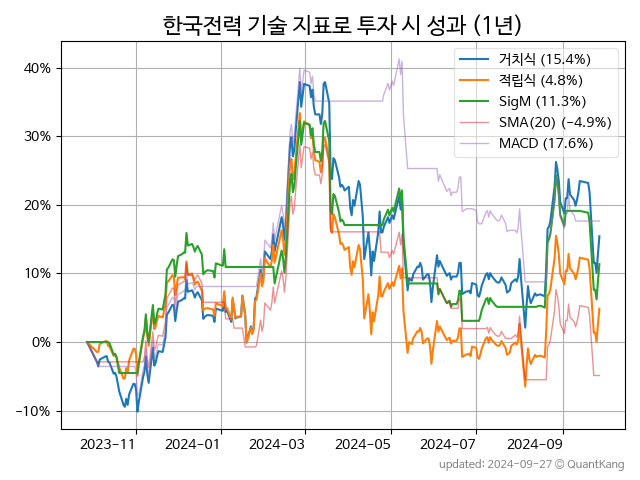 한국전력 기술 지표로 투자 시 성과 (1년)
거치식 (15.4%)
적립식 (4.8%)
SigM (11.3%)
SMA(20) (−4.9%)
MACD (17.6%)
40%
30%
20%
10%
0%
−10%
2023-11
2024-01
2024-03
2024-05
2024-07
2024-09
updated: 2024-09-27 © QuantKang